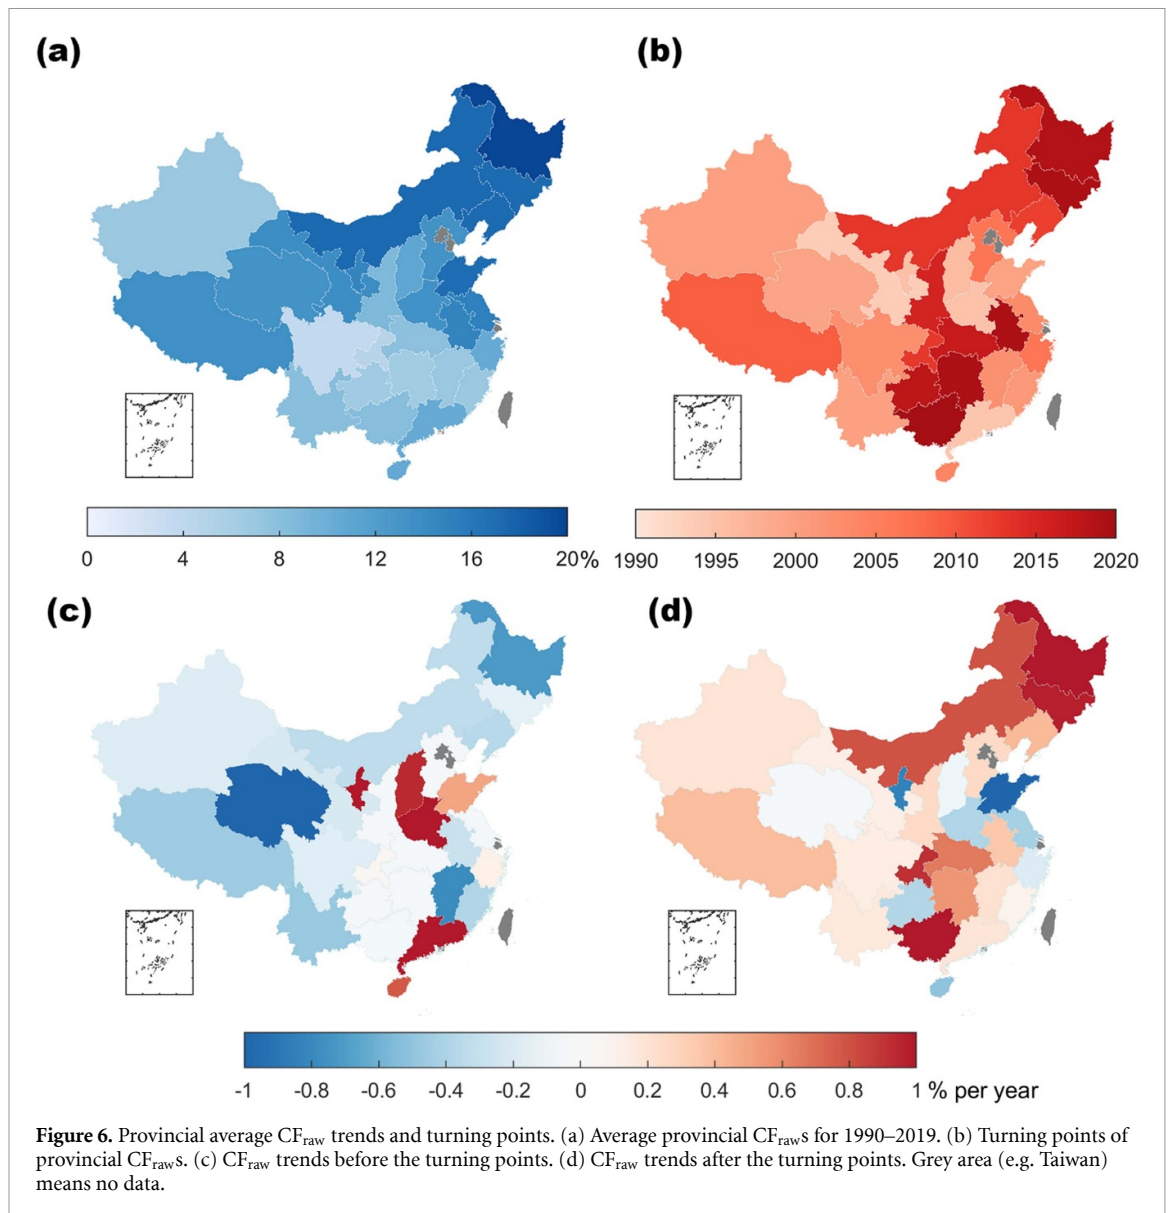 (a)
(b)
0 4 8 12 16 20%
1990 1995 2000 2005 2010 2015 2020
(c)
(d)
-1 -0.8 -0.6 -0.4 -0.2 0 0.2 0.4 0.6 0.8 1 % per year
Figure 6. Provincial average CFraw trends and turning points. (a) Average provincial CFraws for 1990–2019. (b) Turning points of
provincial CFraws. (c) CFraw trends before the turning points. (d) CFraw trends after the turning points. Grey area (e.g. Taiwan)
means no data.